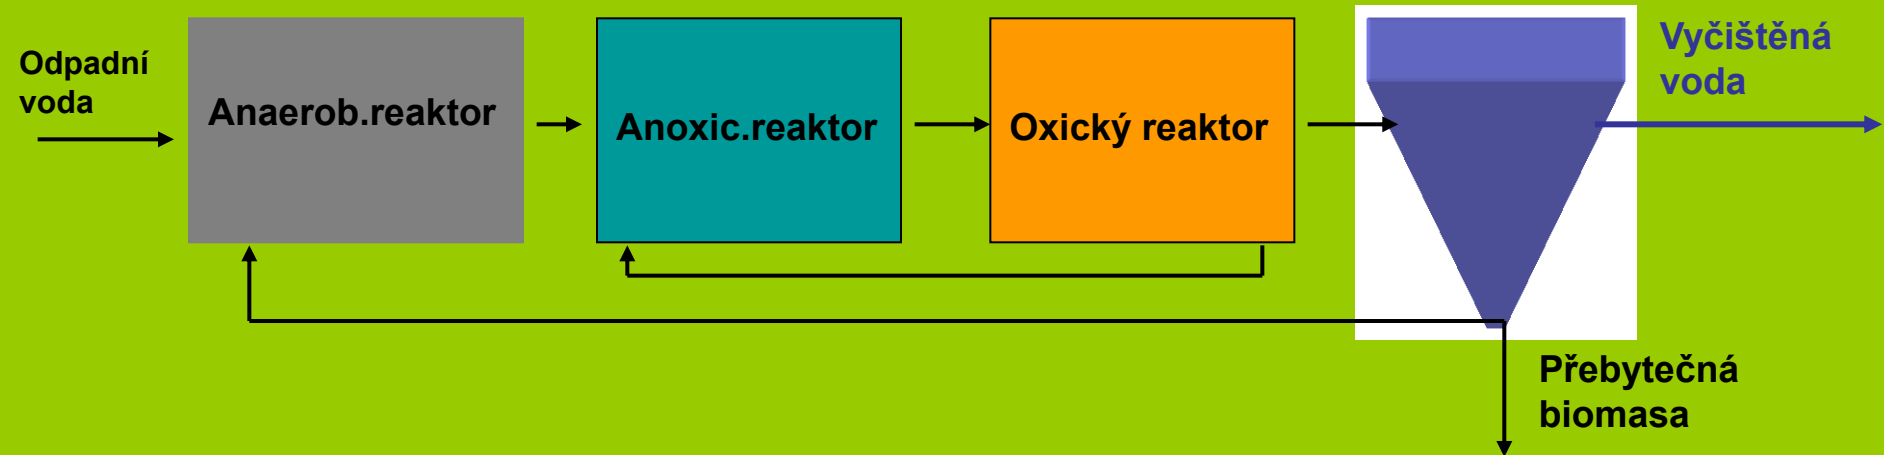 Odpadní
voda
Anaerob.reaktor
Anoxic.reaktor
Oxický reaktor
Vyčištěná
voda
Přebytečná
biomasa